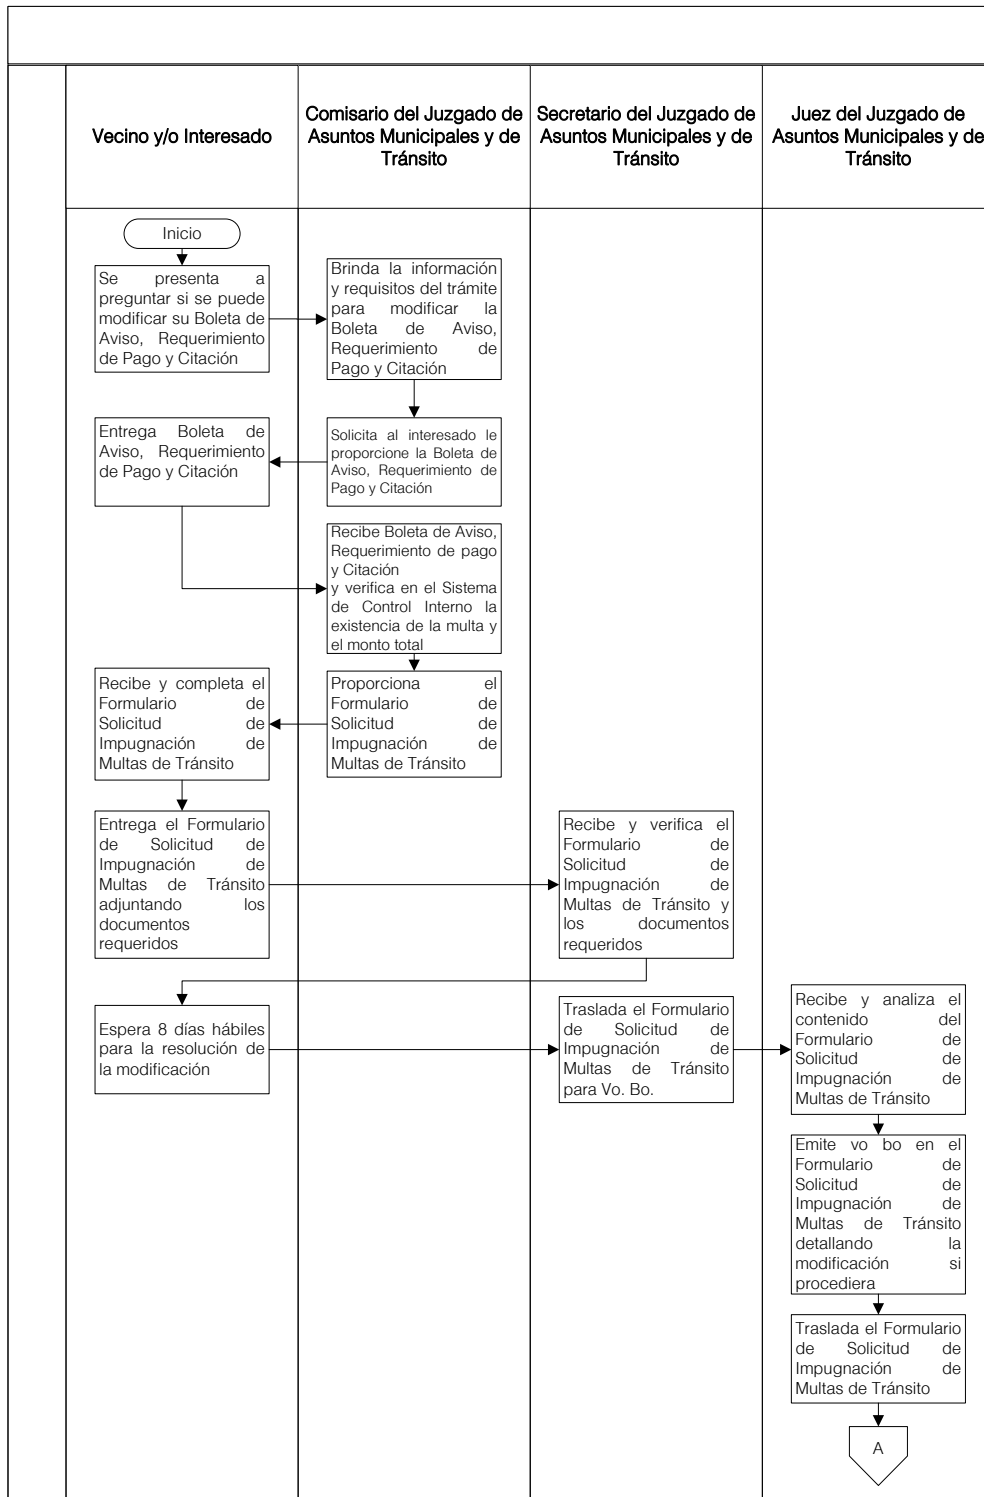 Vecino y/o Interesado
Comisario del Juzgado de
Asuntos Municipales y de
Tránsito
Secretario del Juzgado de
Asuntos Municipales y de
Tránsito
Juez del Juzgado de
Asuntos Municipales y de
Tránsito
Inicio
Se presenta a
preguntar si se puede
modificar su Boleta de
Aviso, Requerimiento
de Pago y Citación
Brinda la información
y requisitos del trámite
para modificar la
Boleta de Aviso,
Requerimiento de
Pago y Citación
Solicita al interesado le
proporcione la Boleta de
Aviso, Requerimiento de
Pago y Citación
Entrega Boleta de
Aviso, Requerimiento
de Pago y Citación
Recibe Boleta de Aviso,
Requerimiento de pago
y Citación
y verifica en el Sistema
de Control Interno la
existencia de la multa y
el monto total
Proporciona el
Formulario de
Solicitud de
Impugnación de
Multas de Tránsito
Recibe y completa el
Formulario de
Solicitud de
Impugnación de
Multas de Tránsito
Entrega el Formulario
de Solicitud de
Impugnación de
Multas de Tránsito
adjuntando los
documentos
requeridos
Recibe y verifica el
Formulario de
Solicitud de
Impugnación de
Multas de Tránsito y
los documentos
requeridos
Espera 8 días hábiles
para la resolución de
la modificación
Traslada el Formulario
de Solicitud de
Impugnación de
Multas de Tránsito
para Vo. Bo.
Recibe y analiza el
contenido del
Formulario de
Solicitud de
Impugnación de
Multas de Tránsito
Emite vo bo en el
Formulario de
Solicitud de
Impugnación de
Multas de Tránsito
detallando la
modificación si
procediera
Traslada el Formulario
de Solicitud de
Impugnación de
Multas de Tránsito
A